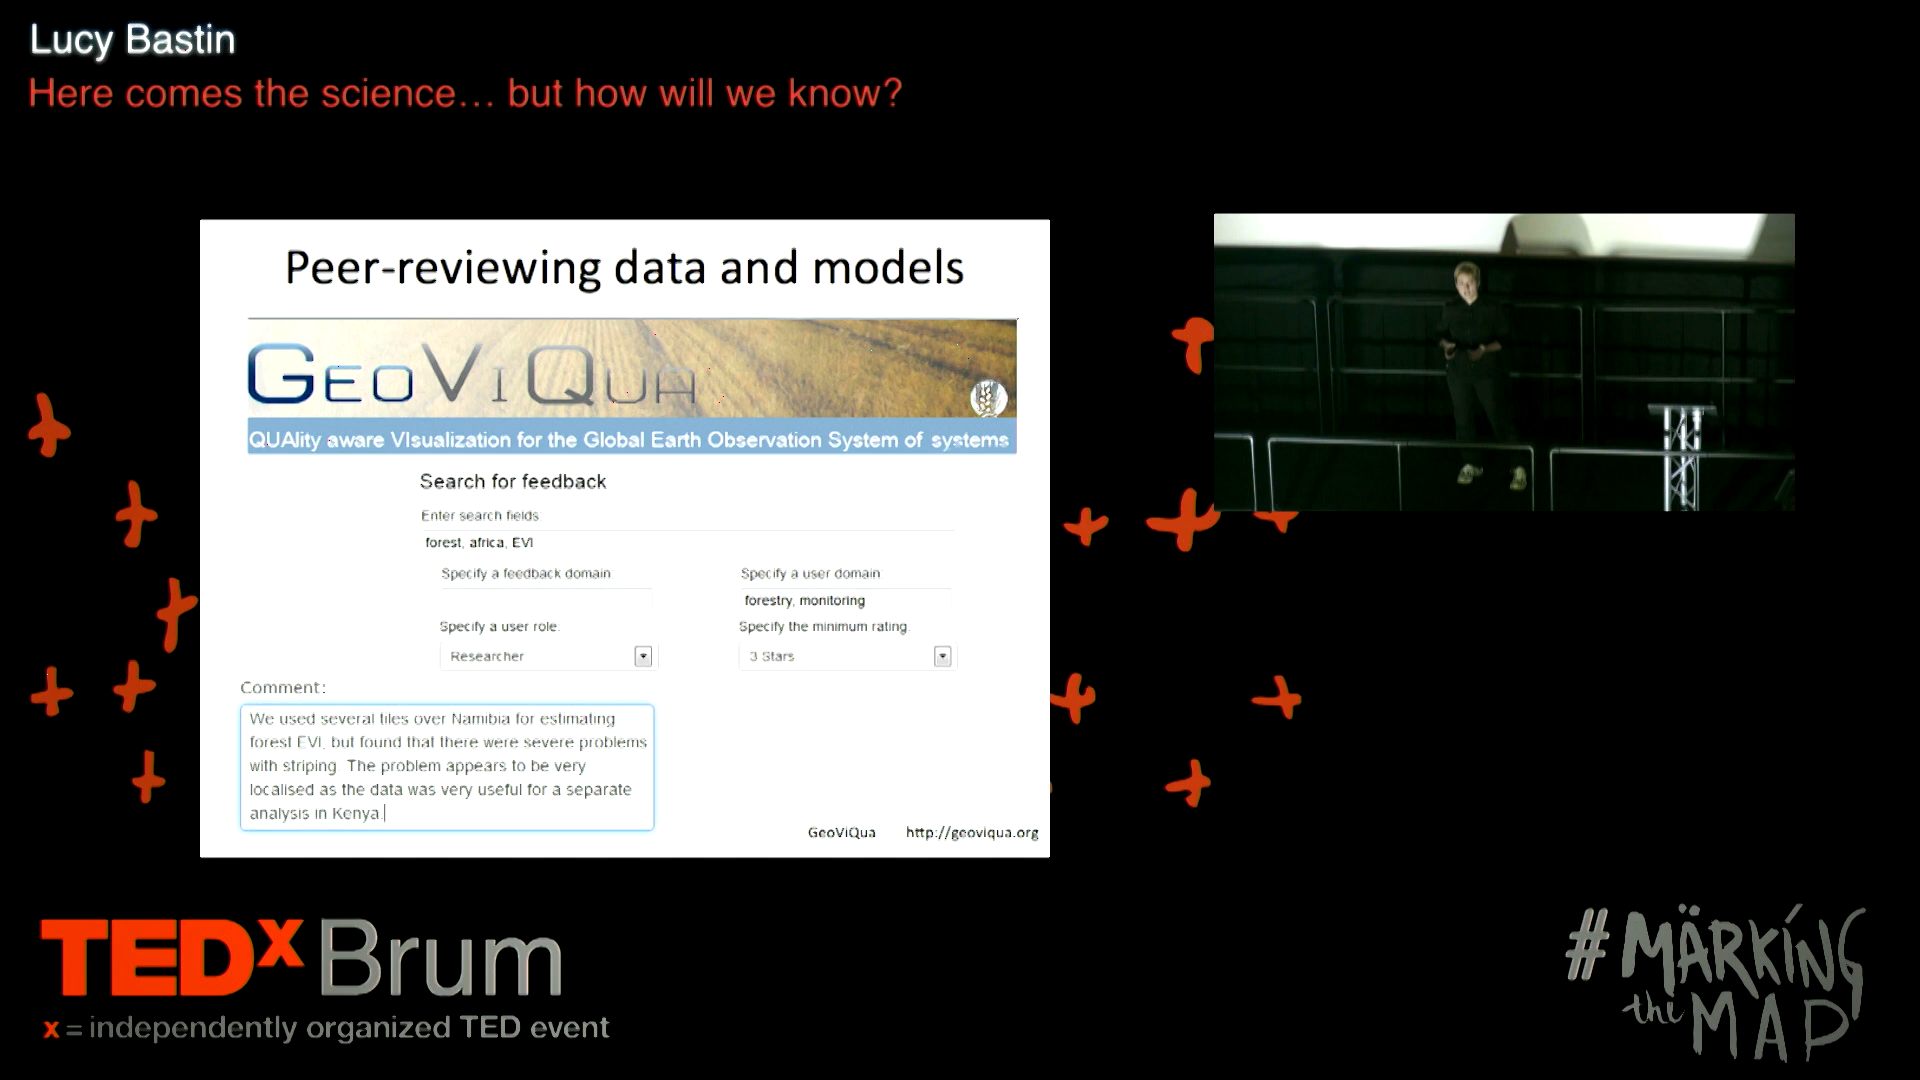 Lucy Bastin
Here comes the science... but how will we know?
Peer-reviewing data and models
GEOVIQUA
QUAlity aware VIsualization for the Global Earth Observation System of systems
Search for feedback
Enter search fields
forest, africa, EVI
Specify a feedback domain
Specify a user domain
forestry, monitoring
Specify a user role:
Specify the minimum rating
Researcher
3 Stars
Comment:
We used several tiles over Namibia for estimating
forest EVI, but found that there were severe problems
with striping. The problem appears to be very
localised as the data was very useful for a separate
analysis in Kenya.
GeoViQua http://geoviqua.org
TEDx Brum
x = independently organized TED event
#MÄRKÍNG
the MAP